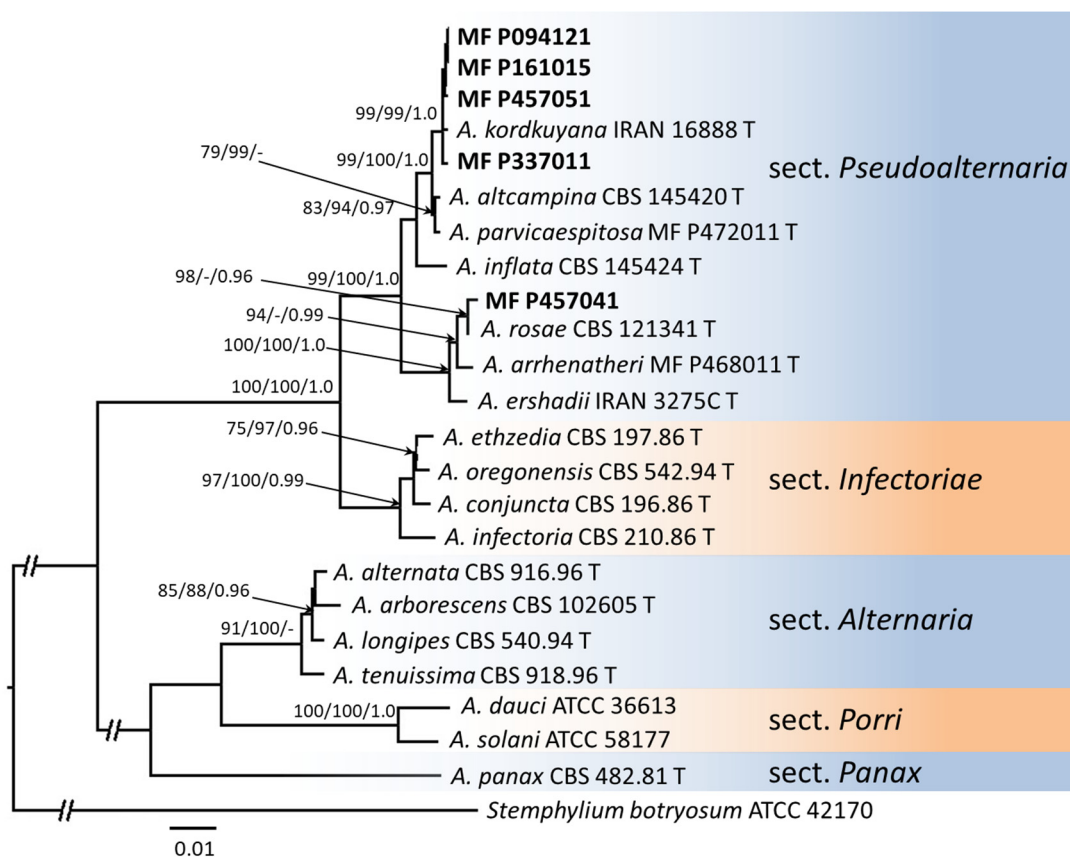 MF P094121
MF P161015
MF P457051
99/99/1.0
A. kordkuyana IRAN 16888 T
79/99/-
99/100/1.0
MF P337011
sect. Pseudoalternaria
A. altcampina CBS 145420 T
83/94/0.97
A. parvicaespitosa MF P472011 T
A. inflata CBS 145424 T
98/-/0.96
99/100/1.0
MF P457041
94/-/0.99
A. rosae CBS 121341 T
100/100/1.0
A. arrhenatheri MF P468011 T
100/100/1.0
A. ershadii IRAN 3275C T
75/97/0.96
A. ethzedia CBS 197.86 T
A. oregonensis CBS 542.94 T
sect. Infectoriae
97/100/0.99
A. conjuncta CBS 196.86 T
A. infectoria CBS 210.86 T
A. alternata CBS 916.96 T
85/88/0.96
A. arborescens CBS 102605 T
sect. Alternaria
91/100/-
A. longipes CBS 540.94 T
A. tenuissima CBS 918.96 T
100/100/1.0
A. dauci ATCC 36613
sect. Porri
A. solani ATCC 58177
A. panax CBS 482.81 T
sect. Panax
Stemphylium botryosum ATCC 42170
0.01